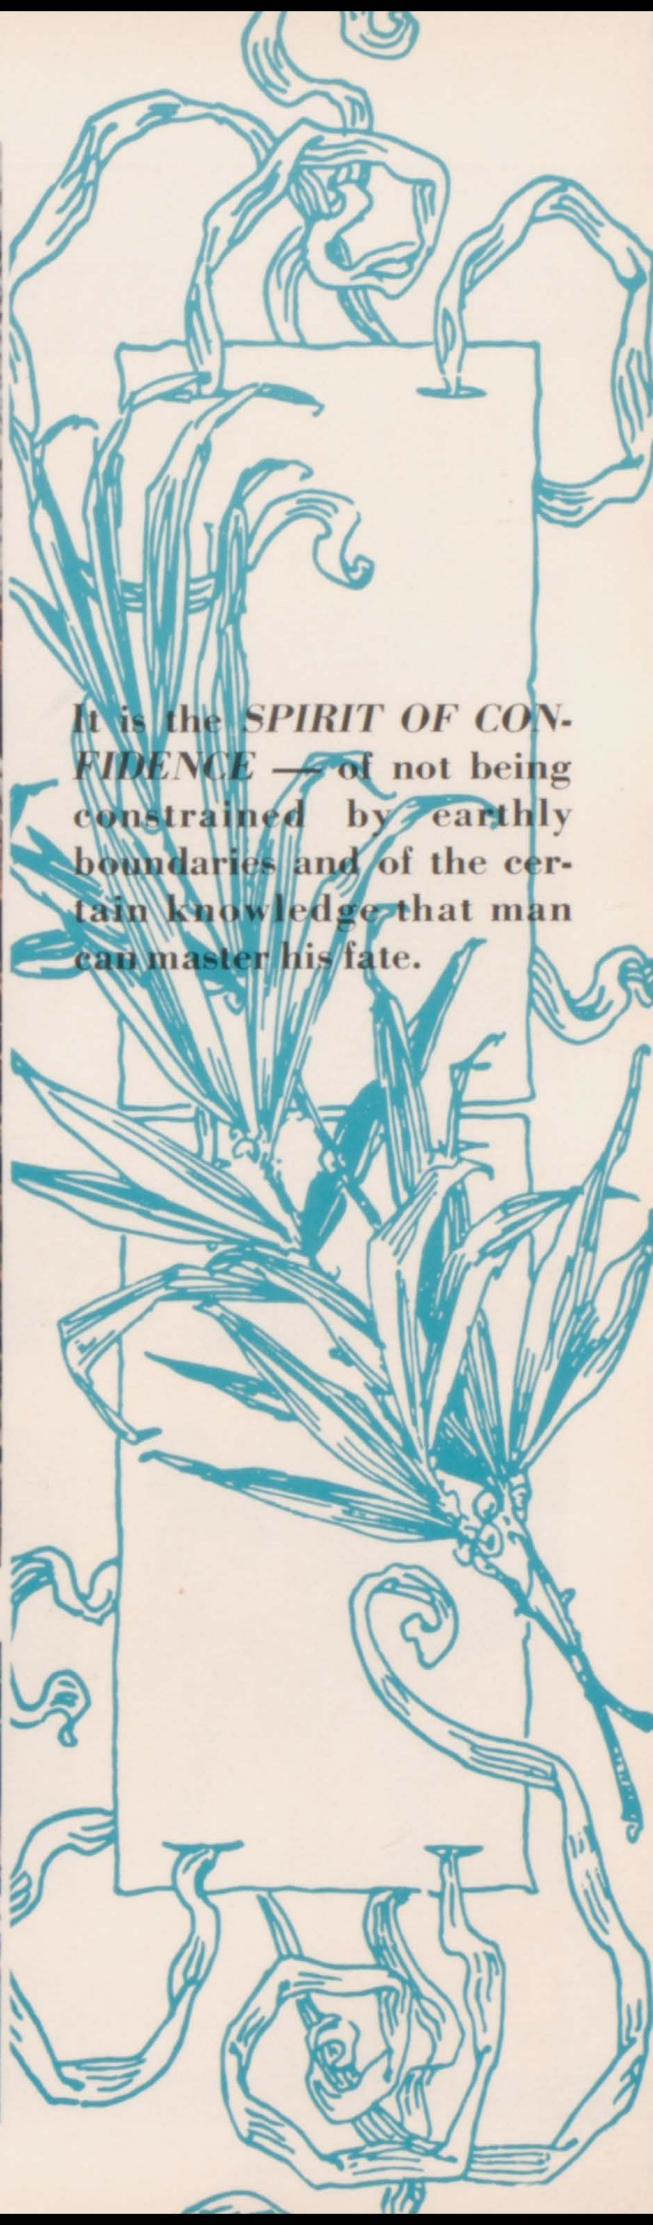 It is the SPIRIT OF CON-
FIDENCE — of not being
constrained by earthly
boundaries and of the cer-
tain knowledge that man
can master his fate.